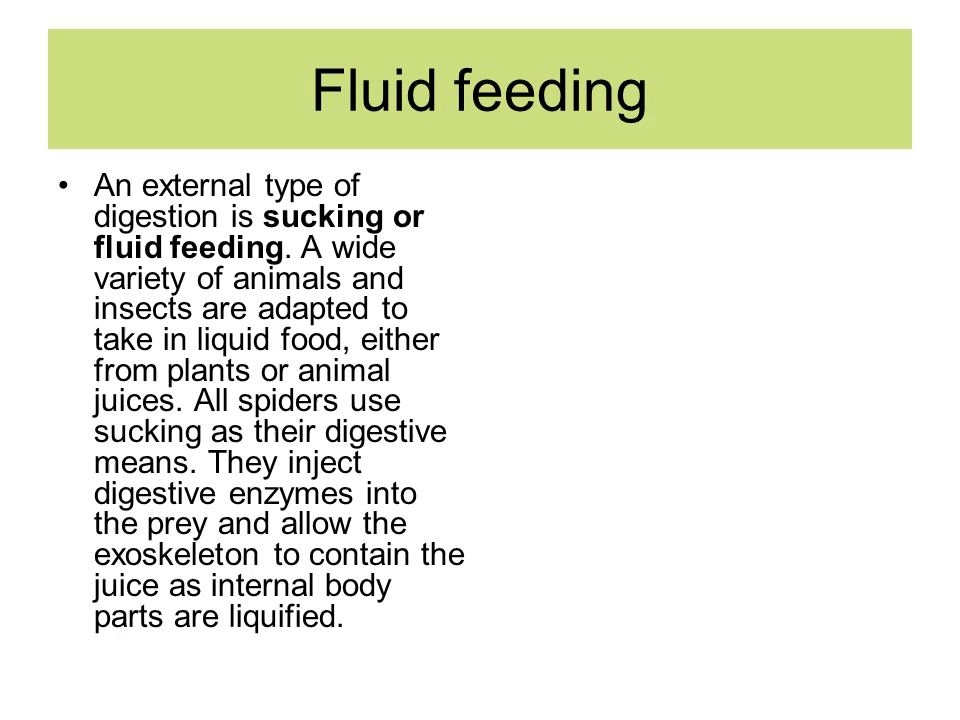 Fluid feeding
• An external type of
digestion is sucking or
fluid feeding. A wide
variety of animals and
insects are adapted to
take in liquid food, either
from plants or animal
juices. All spiders use
sucking as their digestive
means. They inject
digestive enzymes into
the prey and allow the
exoskeleton to contain the
juice as internal body
parts are liquified.